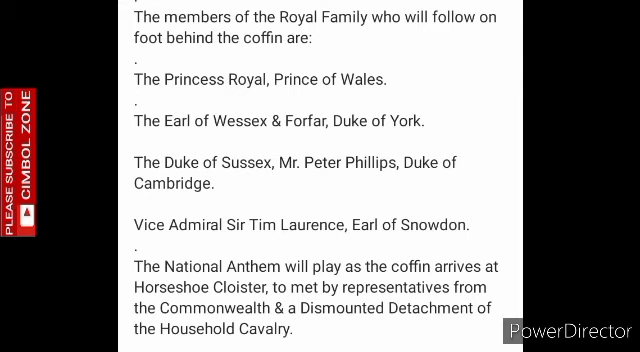 The members of the Royal Family who will follow on
foot behind the coffin are:
.
The Princess Royal, Prince of Wales.
.
The Earl of Wessex & Forfar, Duke of York.
The Duke of Sussex, Mr. Peter Phillips, Duke of
Cambridge.
Vice Admiral Sir Tim Laurence, Earl of Snowdon.
.
The National Anthem will play as the coffin arrives at
Horseshoe Cloister, to met by representatives from
the Commonwealth & a Dismounted Detachment of
the Household Cavalry.
PLEASE SUBSCRIBE TO
CIMBOL ZONE
PowerDirector